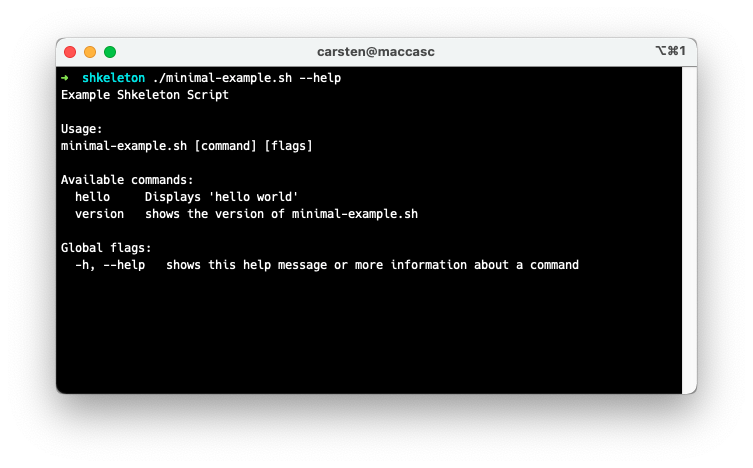 carsten@maccasc
⌥⌘1
➜  shkeleton ./minimal-example.sh --help
Example Shkeleton Script

Usage:
minimal-example.sh [command] [flags]

Available commands:
  hello     Displays 'hello world'
  version   shows the version of minimal-example.sh

Global flags:
  -h, --help   shows this help message or more information about a command